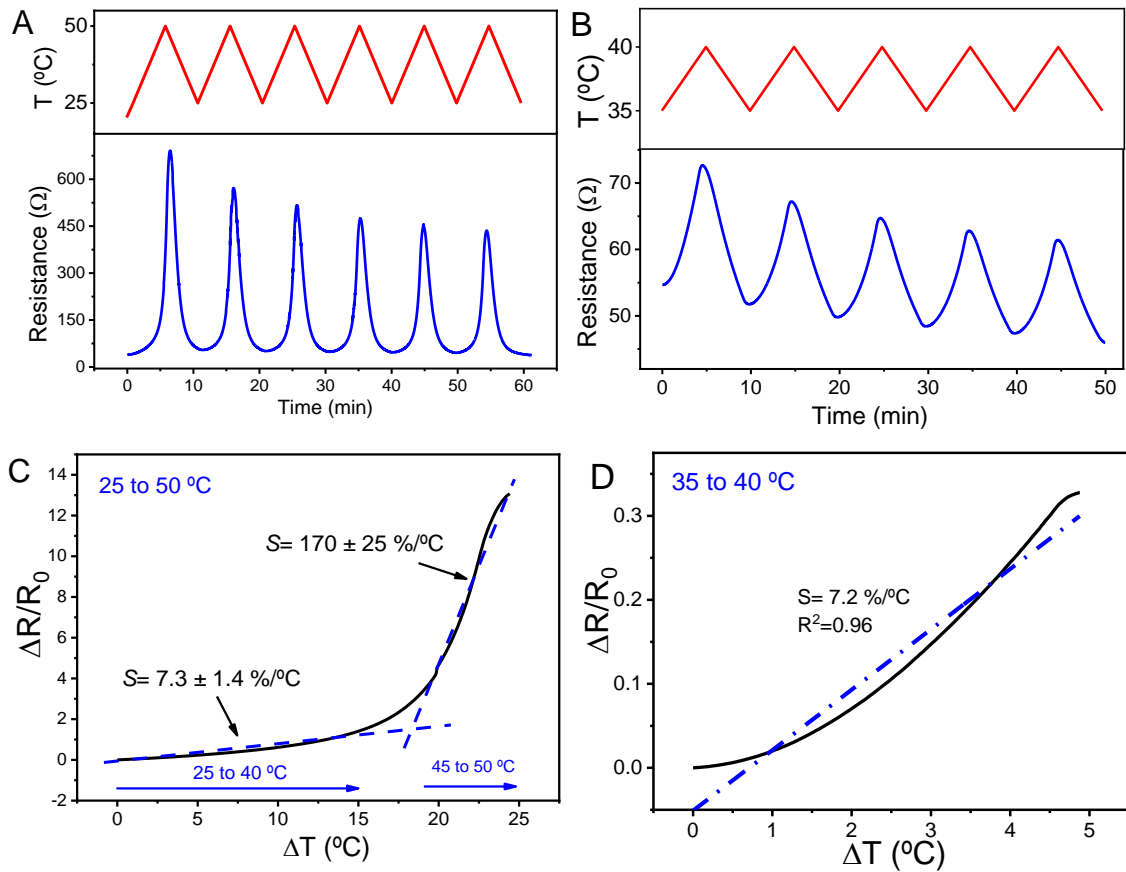 A
T (ºC)
50
25
Resistance (Ω)
600
450
300
150
0
0 10 20 30 40 50 60
Time (min)
B
T (ºC)
40
35
Resistance (Ω)
70
60
50
0 10 20 30 40 50
Time (min)
C
25 to 50 ºC
ΔR/R0
14
12
10
8
6
4
2
0
-2
S= 170 ± 25 %/ºC
S= 7.3 ± 1.4 %/ºC
25 to 40 ºC
45 to 50 ºC
0 5 10 15 20 25
ΔT (ºC)
D
35 to 40 ºC
ΔR/R0
0.3
0.2
0.1
0.0
S= 7.2 %/ºC
R²=0.96
0 1 2 3 4 5
ΔT (ºC)